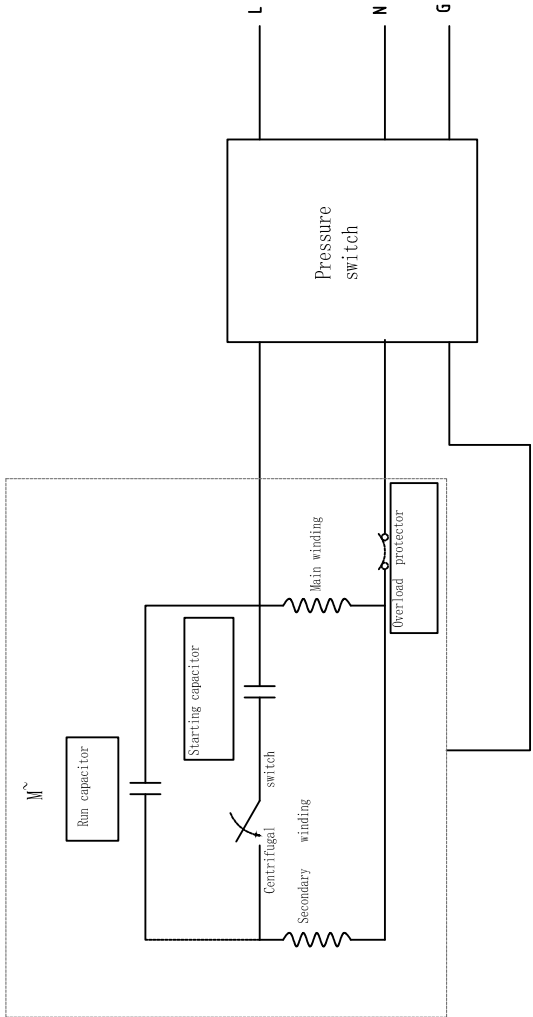 L
N
G
Pressure
switch
Main winding
Overload protector
Starting capacitor
Run capacitor
M~
Centrifugal switch
Secondary winding